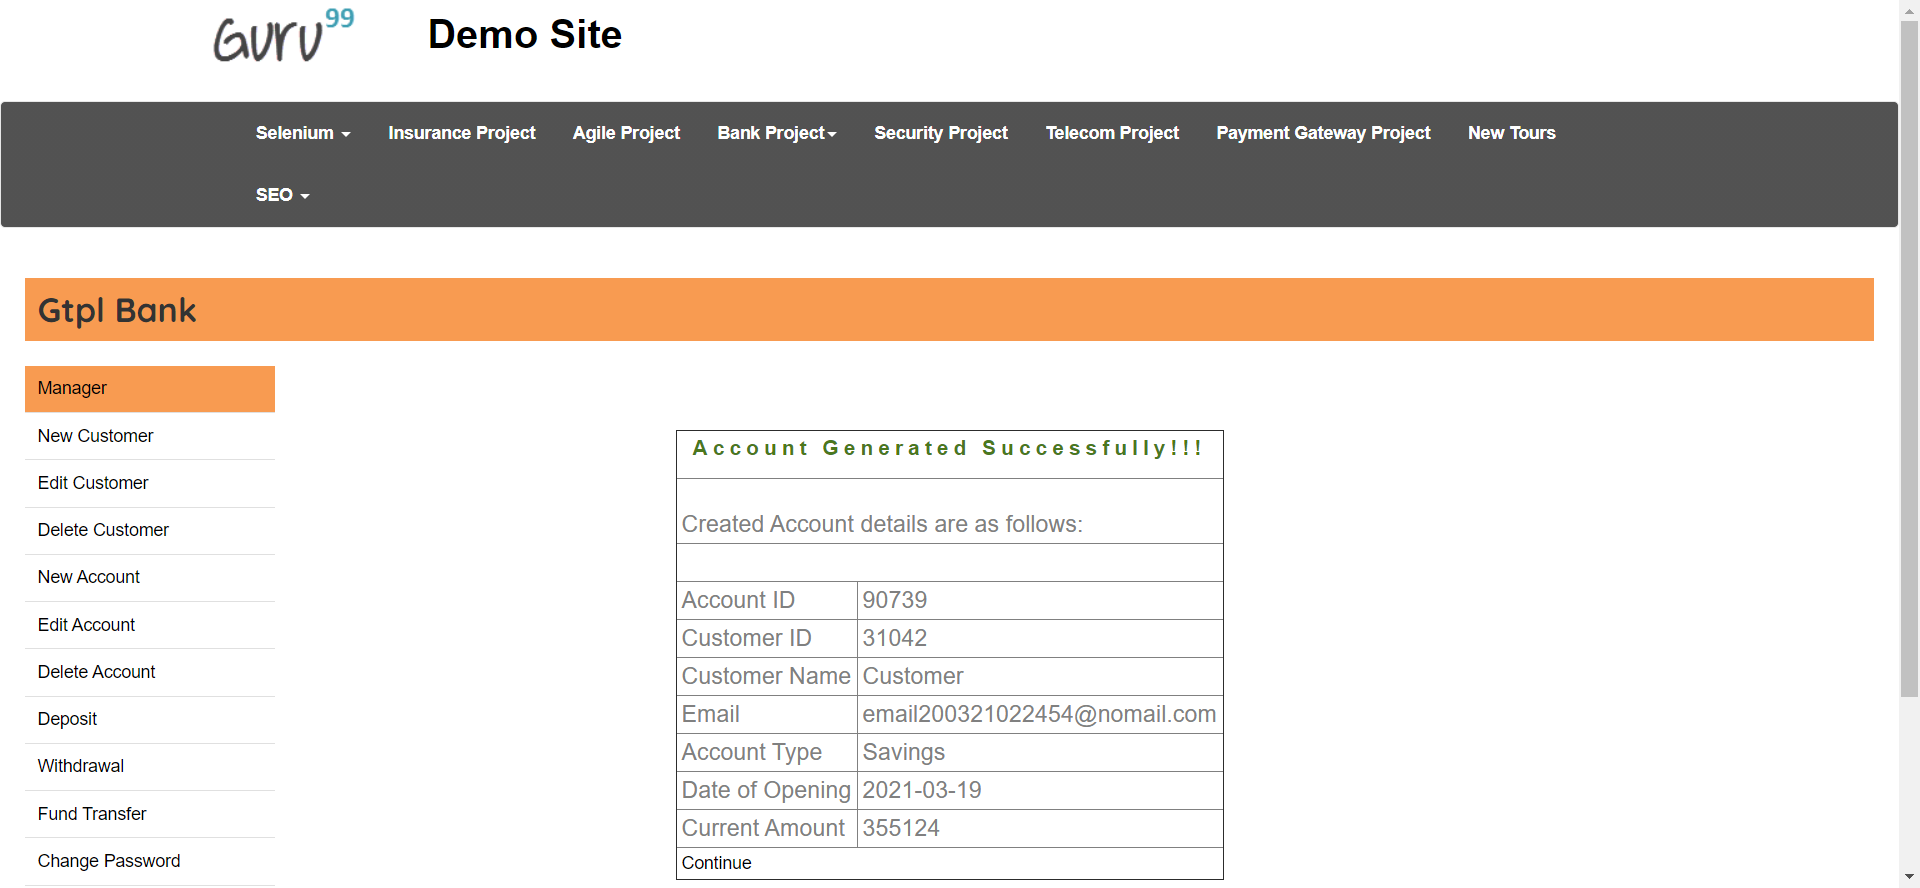 Guru99
Demo Site
Selenium Insurance Project Agile Project Bank Project Security Project Telecom Project Payment Gateway Project New Tours
SEO
Gtpl Bank
Manager
New Customer
Edit Customer
Delete Customer
New Account
Edit Account
Delete Account
Deposit
Withdrawal
Fund Transfer
Change Password
Account Generated Successfully!!!
Created Account details are as follows:
Account ID 90739
Customer ID 31042
Customer Name Customer
Email email200321022454@nomail.com
Account Type Savings
Date of Opening 2021-03-19
Current Amount 355124
Continue